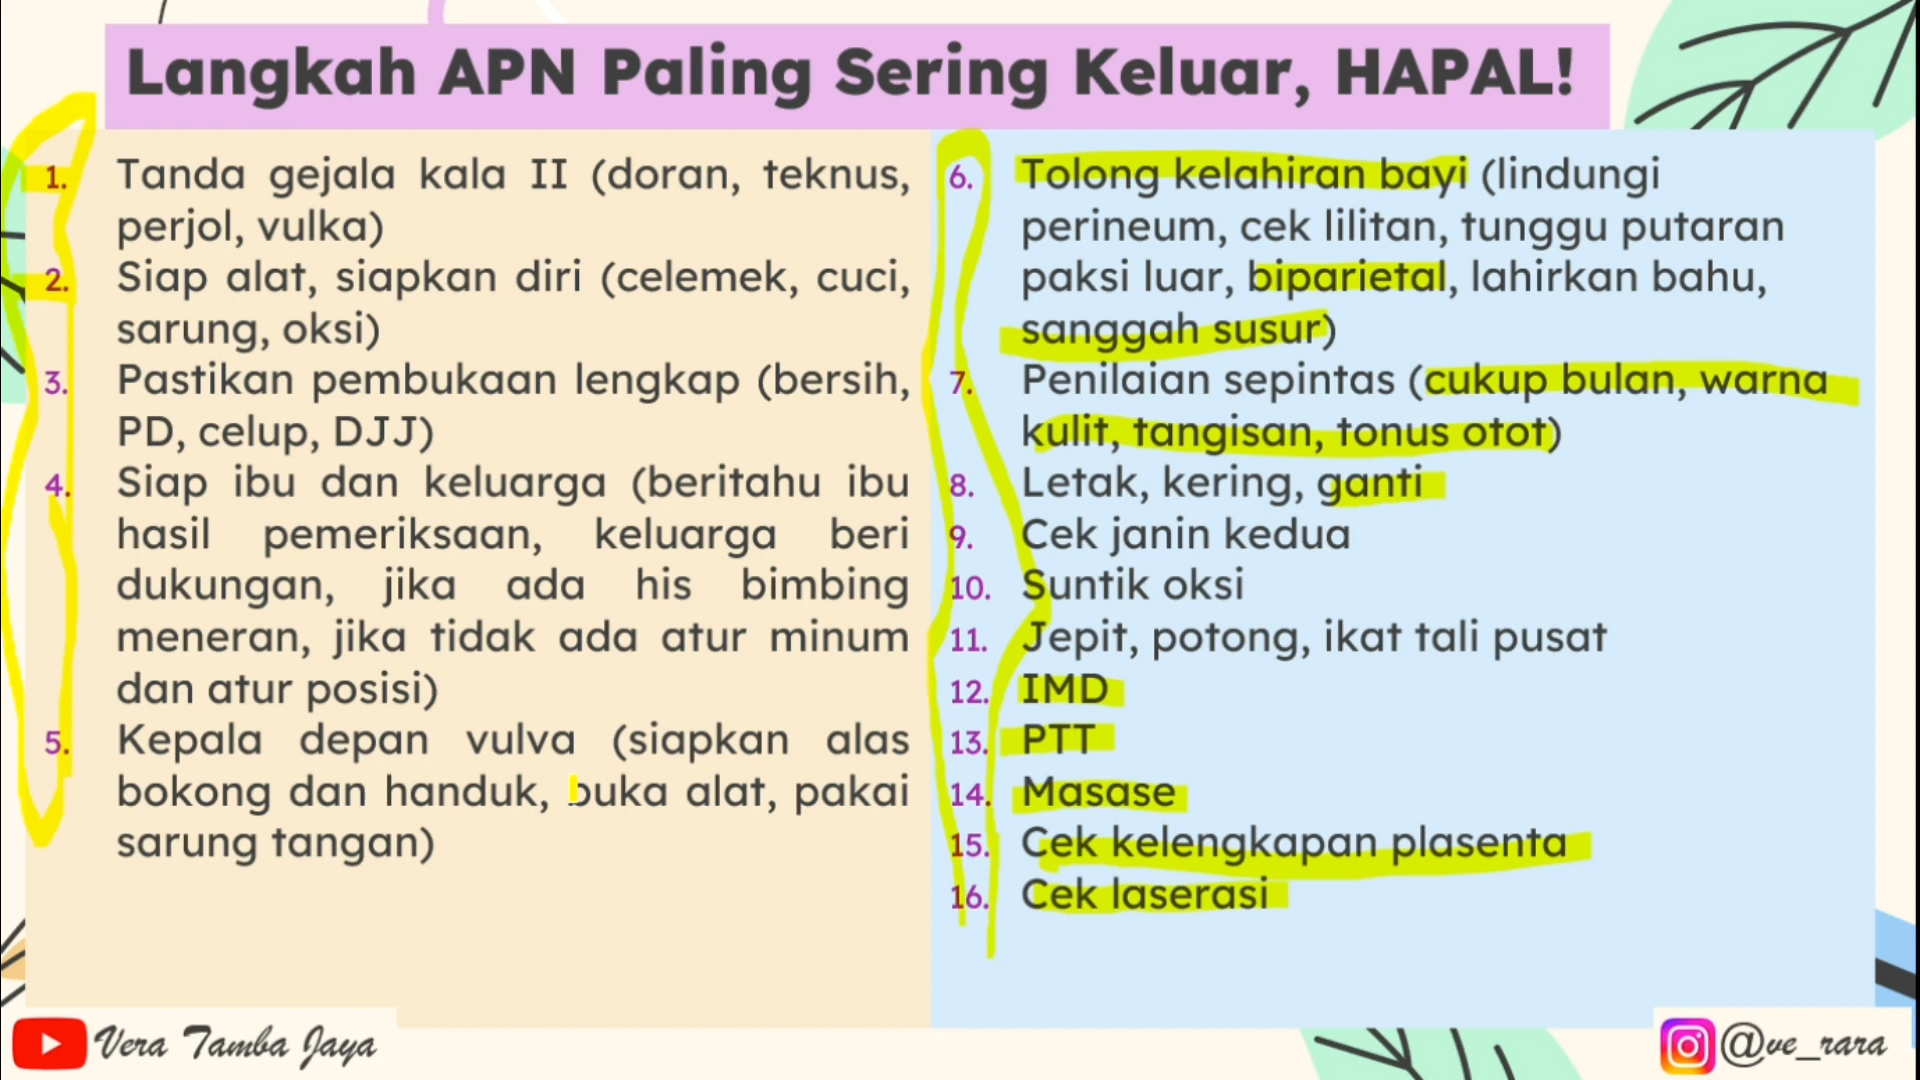 Langkah APN Paling Sering Keluar, HAPAL!
1. Tanda gejala kala II (doran, teknus,
perjol, vulka)
2. Siap alat, siapkan diri (celemek, cuci,
sarung, oksi)
3. Pastikan pembukaan lengkap (bersih,
PD, celup, DJJ)
4. Siap ibu dan keluarga (beritahu ibu
hasil pemeriksaan, keluarga beri
dukungan, jika ada his bimbing
meneran, jika tidak ada atur minum
dan atur posisi)
5. Kepala depan vulva (siapkan alas
bokong dan handuk, buka alat, pakai
sarung tangan)
6. Tolong kelahiran bayi (lindungi
perineum, cek lilitan, tunggu putaran
paksi luar, biparietal, lahirkan bahu,
sanggah susur)
7. Penilaian sepintas (cukup bulan, warna
kulit, tangisan, tonus otot)
8. Letak, kering, ganti
9. Cek janin kedua
10. Suntik oksi
11. Jepit, potong, ikat tali pusat
12. IMD
13. PTT
14. Masase
15. Cek kelengkapan plasenta
16. Cek laserasi
Vera Tamba Jaya
@ve_rara